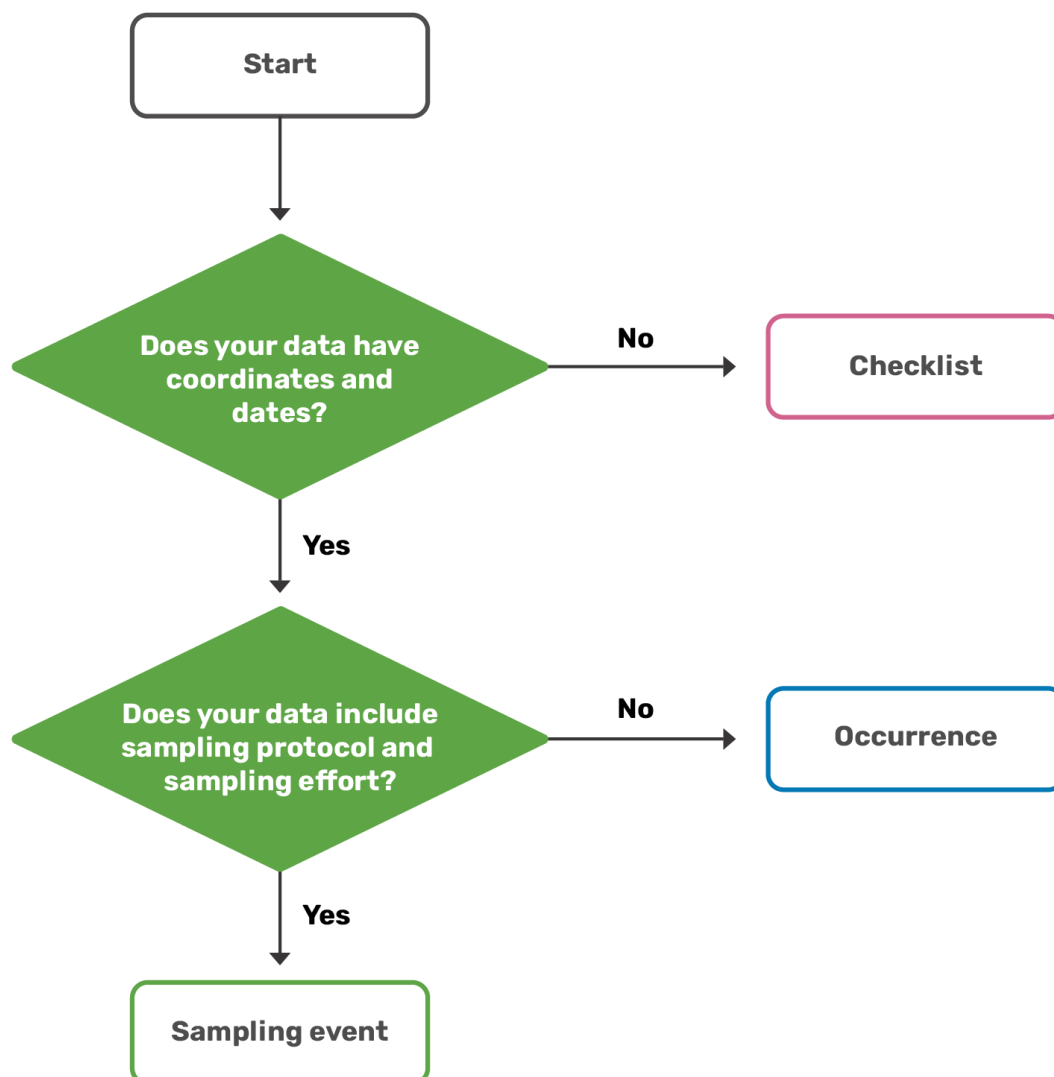 Start
Does your data have
coordinates and
dates?
No
Checklist
Yes
Does your data include
sampling protocol and
sampling effort?
No
Occurrence
Yes
Sampling event